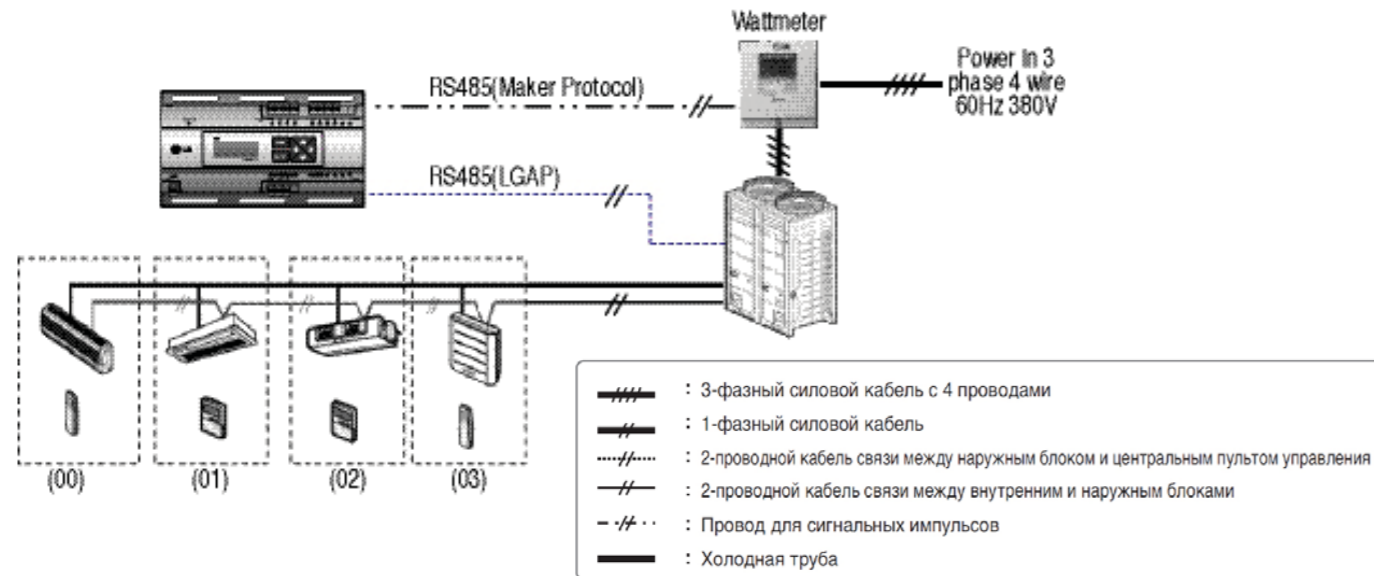 Wattmeter
Power In 3
phase 4 wire
60Hz 380V
RS485(Maker Protocol)
RS485(LGAP)
LG
(00)
(01)
(02)
(03)
: 3-фазный силовой кабель с 4 проводами
: 1-фазный силовой кабель
: 2-проводной кабель связи между наружным блоком и центральным пультом управления
: 2-проводной кабель связи между внутренним и наружным блоками
: Провод для сигнальных импульсов
: Холодная труба